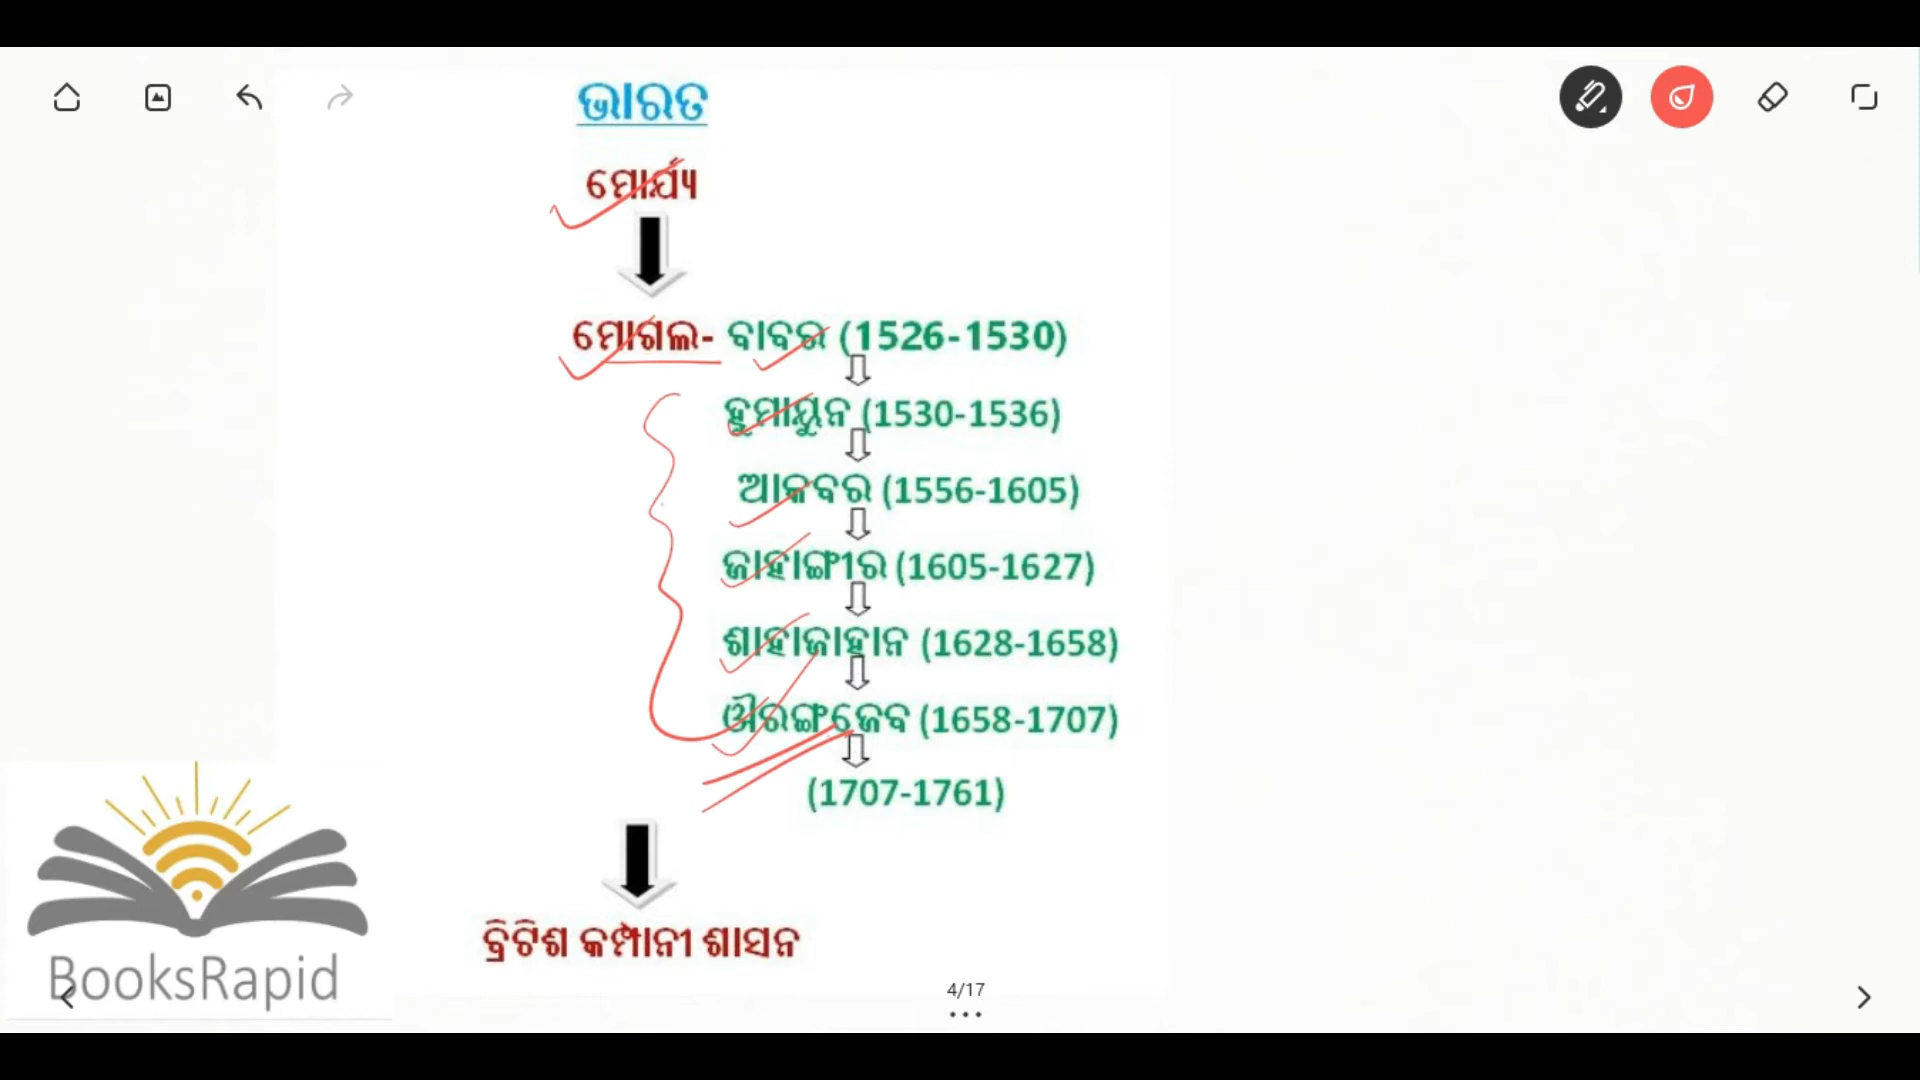 ଭାରତ
ମୋର୍ଯ୍ୟ
ମୋଗଲ- ବାବର (1526-1530)
ହୁମାୟୁନ (1530-1536)
ଆକବର (1556-1605)
ଜାହାଙ୍ଗୀର (1605-1627)
ଶାହାଜାହାନ (1628-1658)
ଔରଙ୍ଗଜେବ (1658-1707)
(1707-1761)
ବ୍ରିଟିଶ କମ୍ପାନୀ ଶାସନ
BooksRapid
4/17